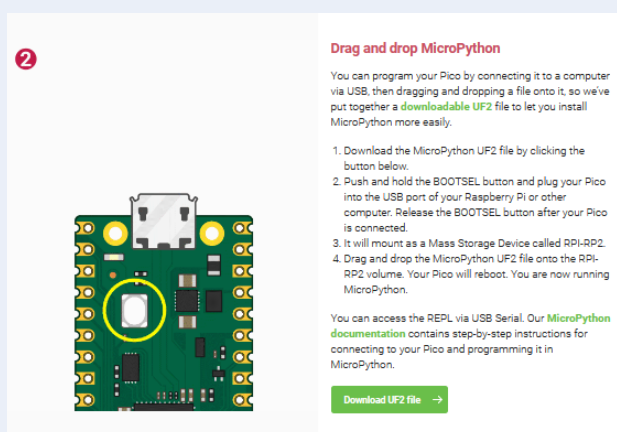 2
Drag and drop MicroPython
You can program your Pico by connecting it to a computer
via USB, then dragging and dropping a file onto it, so we've
put together a downloadable UF2 file to let you install
MicroPython more easily.
1. Download the MicroPython UF2 file by clicking the
button below.
2. Push and hold the BOOTSEL button and plug your Pico
into the USB port of your Raspberry Pi or other
computer. Release the BOOTSEL button after your Pico
is connected.
3. It will mount as a Mass Storage Device called RPI-RP2.
4. Drag and drop the MicroPython UF2 file onto the RPI-
RP2 volume. Your Pico will reboot. You are now running
MicroPython.
You can access the REPL via USB Serial. Our MicroPython
documentation contains step-by-step instructions for
connecting to your Pico and programming it in
MicroPython.
Download UF2 file →